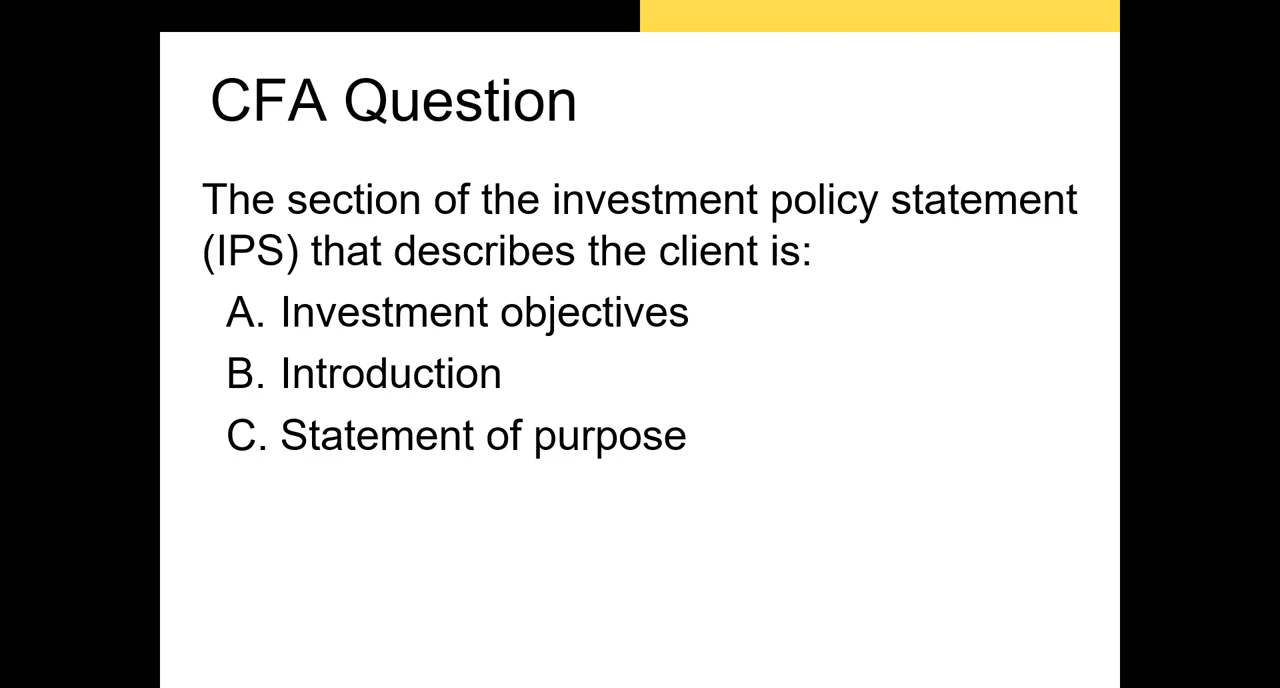 CFA Question
The section of the investment policy statement
(IPS) that describes the client is:
A. Investment objectives
B. Introduction
C. Statement of purpose